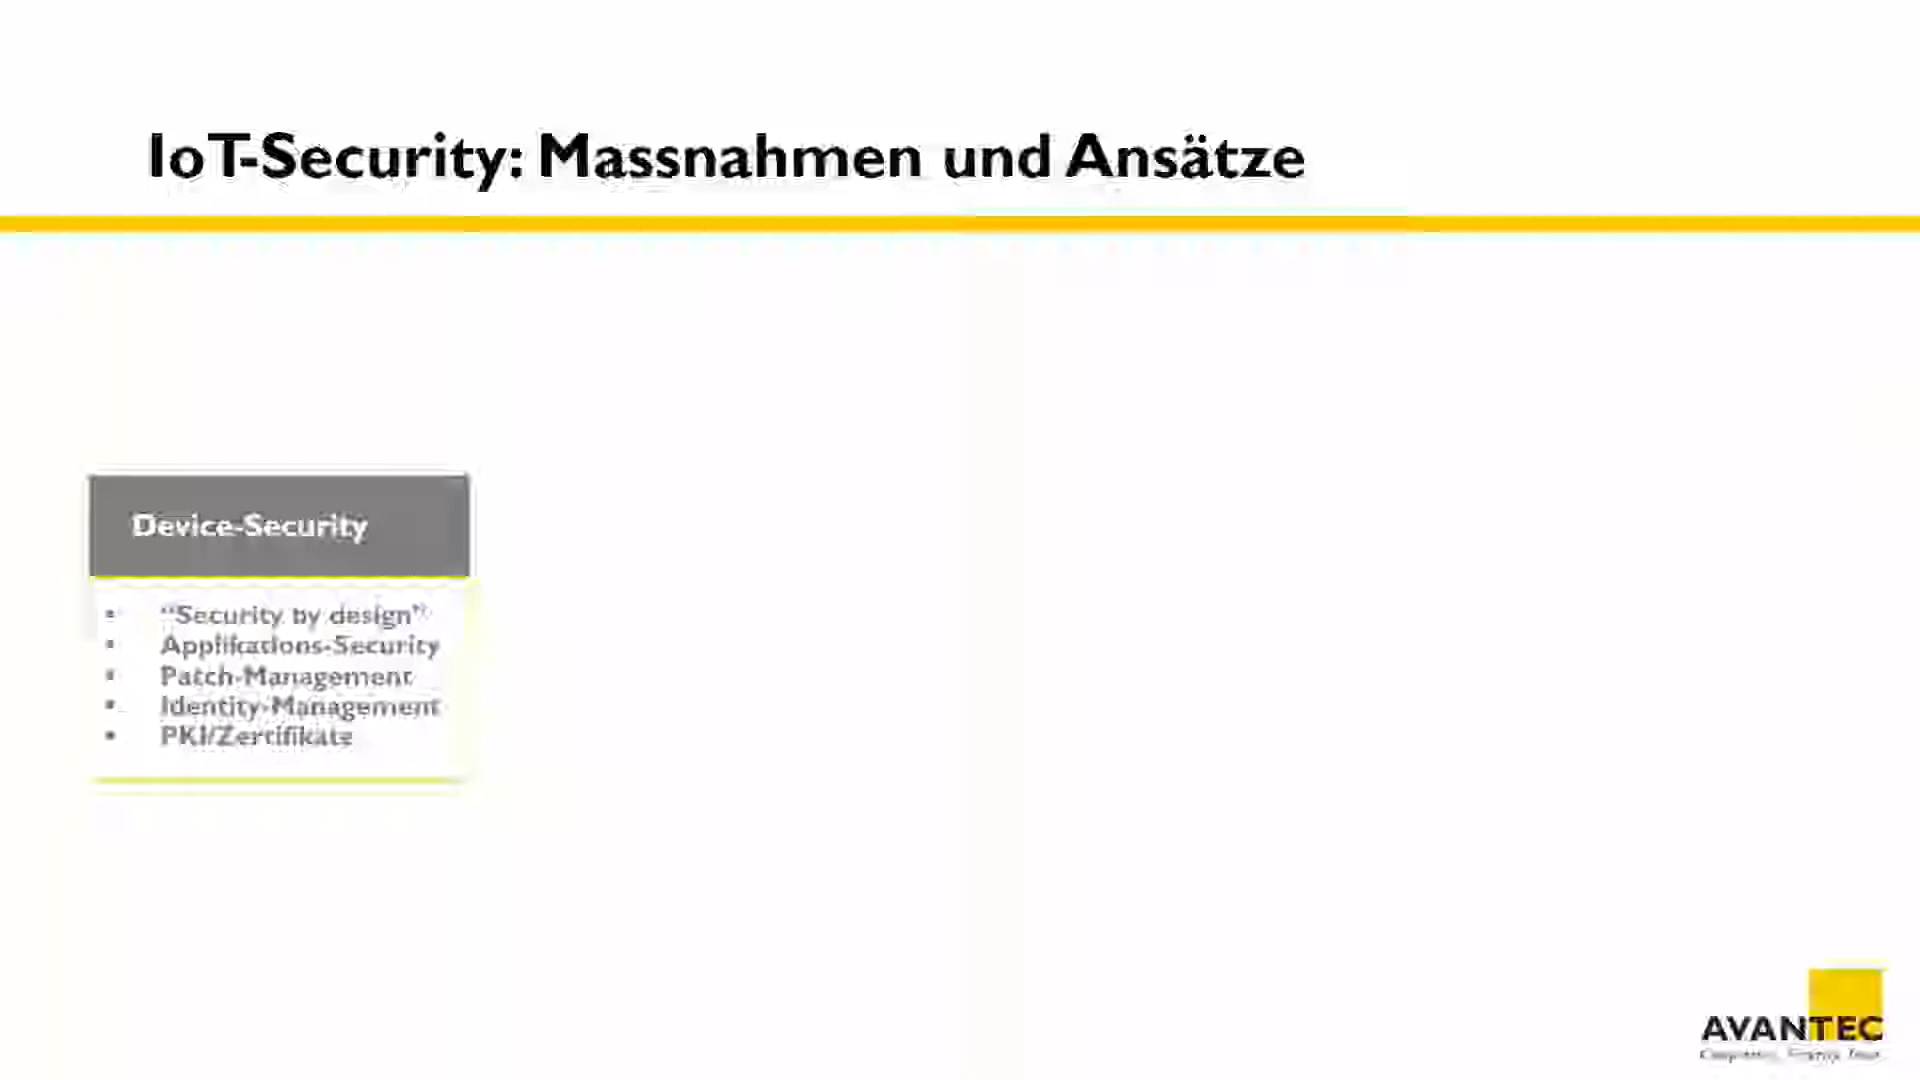 IoT-Security: Massnahmen und Ansätze
Device-Security
• "Security by design"
• Applikations-Security
• Patch-Management
• Identity-Management
• PKI/Zertifikate
AVANTEC